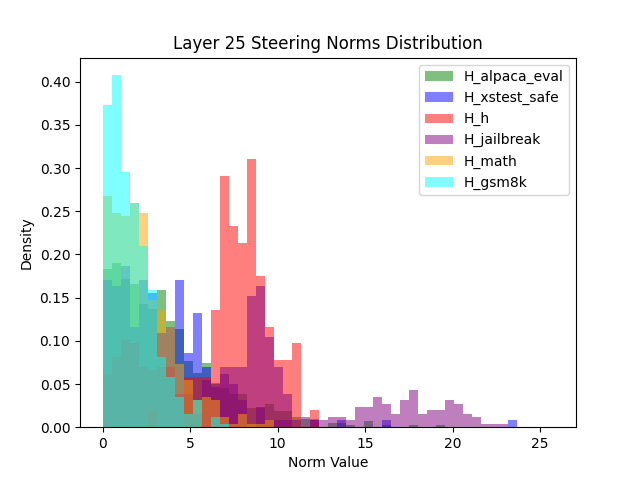 Layer 25 Steering Norms Distribution
H_alpaca_eval
H_xstest_safe
H_h
H_jailbreak
H_math
H_gsm8k
Density
0.40
0.35
0.30
0.25
0.20
0.15
0.10
0.05
0.00
0 5 10 15 20 25
Norm Value